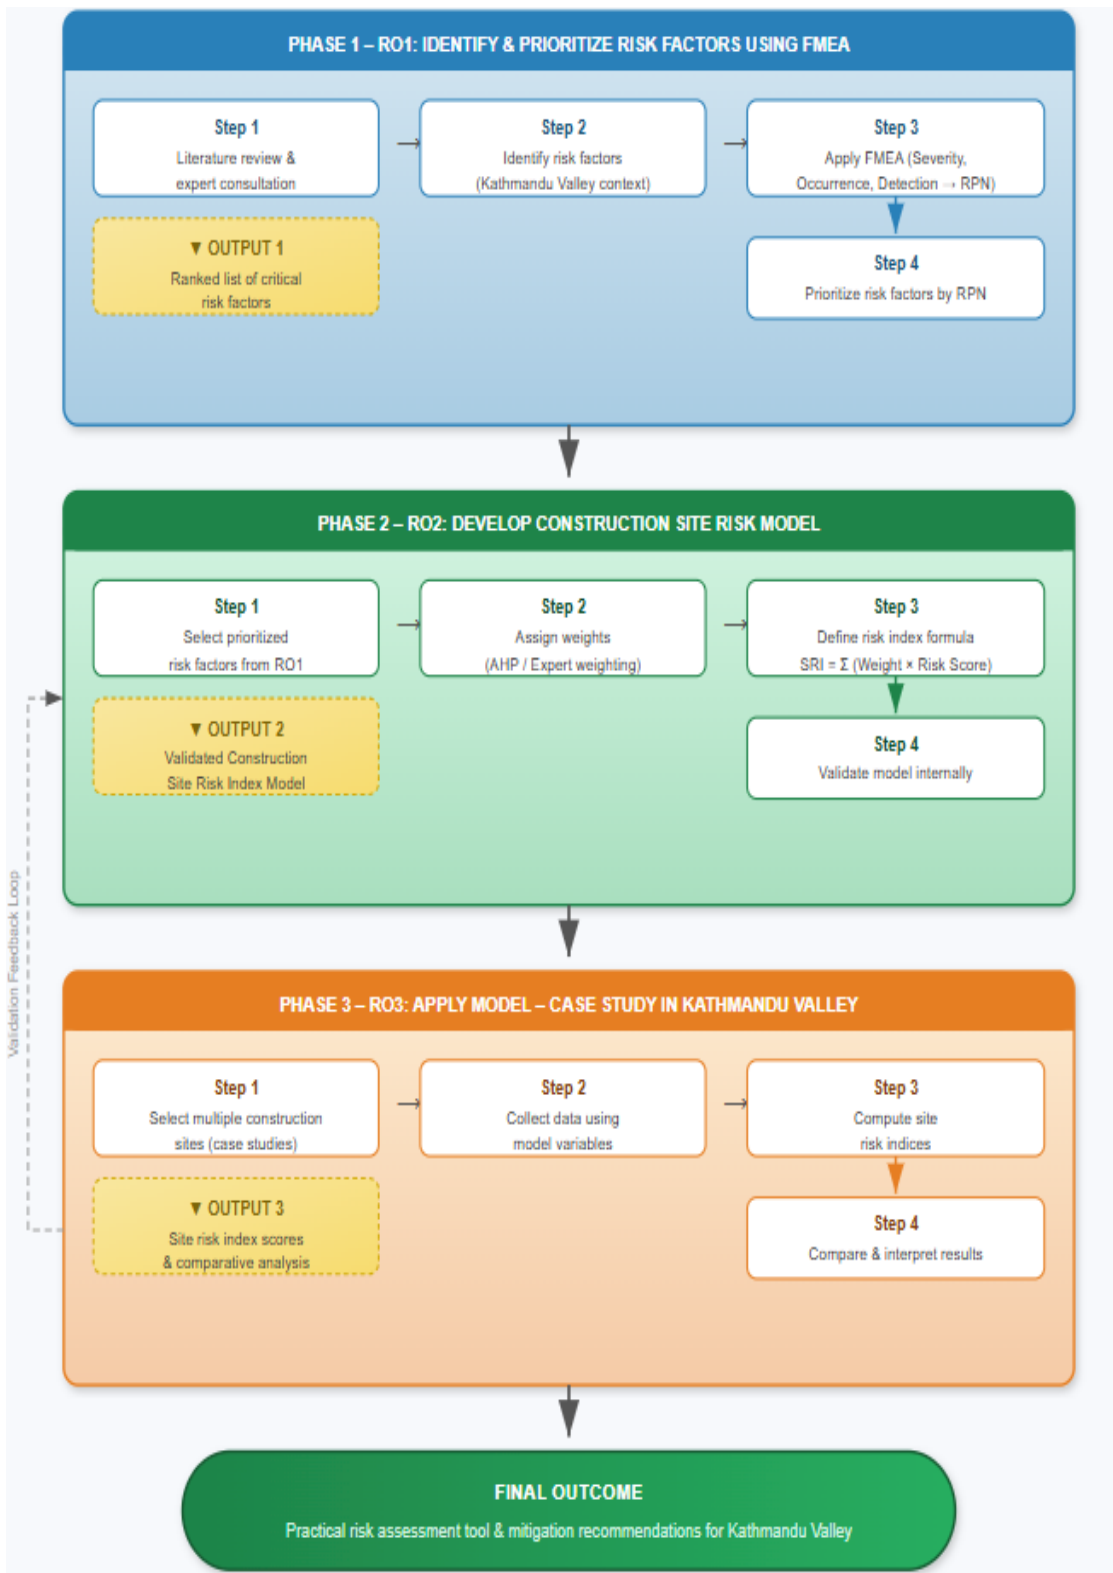 PHASE 1 – RO1: IDENTIFY & PRIORITIZE RISK FACTORS USING FMEA
Step 1
Literature review &
expert consultation
→
Step 2
Identify risk factors
(Kathmandu Valley context)
→
Step 3
Apply FMEA (Severity,
Occurrence, Detection → RPN)
▼ OUTPUT 1
Ranked list of critical
risk factors
Step 4
Prioritize risk factors by RPN
PHASE 2 – RO2: DEVELOP CONSTRUCTION SITE RISK MODEL
Step 1
Select prioritized
risk factors from RO1
→
Step 2
Assign weights
(AHP / Expert weighting)
→
Step 3
Define risk index formula
SRI = Σ (Weight × Risk Score)
▼ OUTPUT 2
Validated Construction
Site Risk Index Model
Step 4
Validate model internally
Validation Feedback Loop
PHASE 3 – RO3: APPLY MODEL – CASE STUDY IN KATHMANDU VALLEY
Step 1
Select multiple construction
sites (case studies)
→
Step 2
Collect data using
model variables
→
Step 3
Compute site
risk indices
▼ OUTPUT 3
Site risk index scores
& comparative analysis
Step 4
Compare & interpret results
FINAL OUTCOME
Practical risk assessment tool & mitigation recommendations for Kathmandu Valley